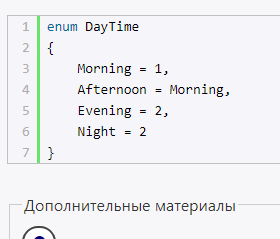 1 enum DayTime
2 {
3     Morning = 1,
4     Afternoon = Morning,
5     Evening = 2,
6     Night = 2
7 }
Дополнительные материалы